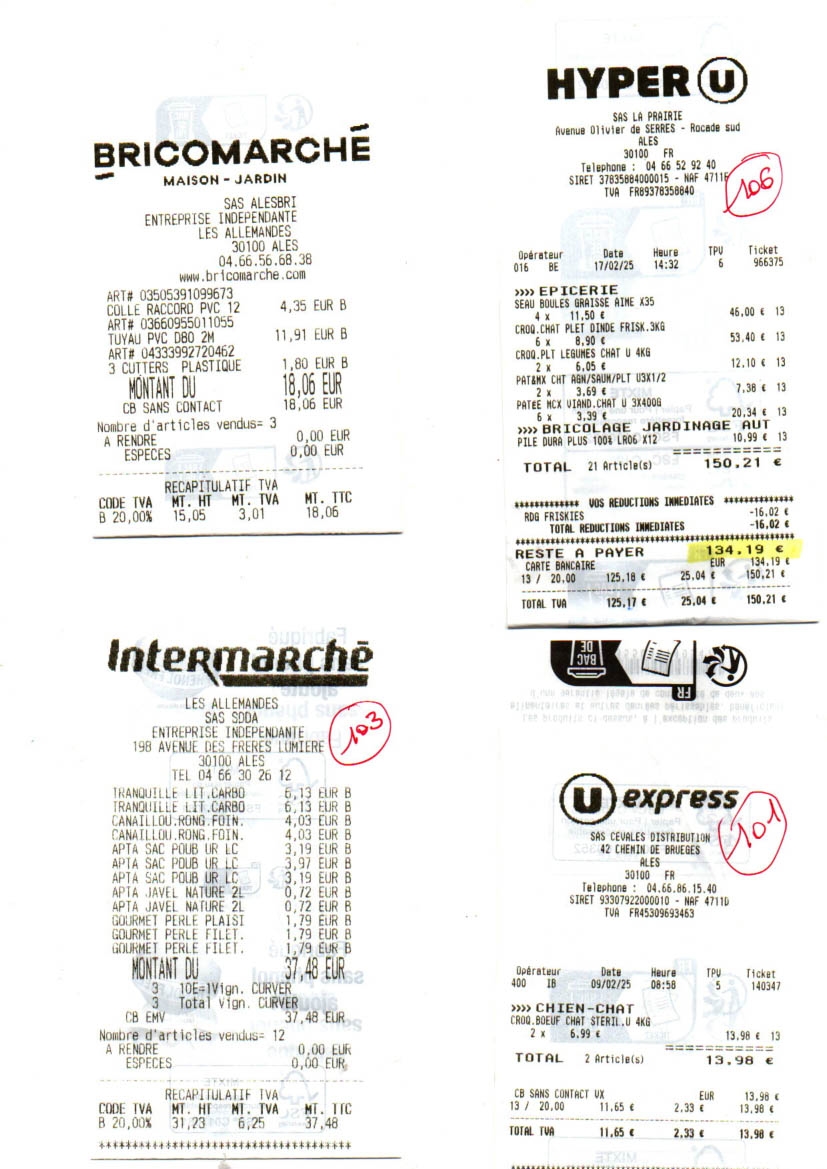 BRICOMARCHÉ
MAISON - JARDIN
SAS ALESBRI
ENTREPRISE INDEPENDANTE
LES ALLEMANDES
30100 ALES
04.66.56.68.38
www.bricomarche.com
ART# 03505391099673
COLLE RACCORD PVC 12 4,35 EUR B
ART# 03660955011055
TUYAU PVC D80 2M 11,91 EUR B
ART# 04333992720462
3 CUTTERS PLASTIQUE 1,80 EUR B
MONTANT DU 18,06 EUR
CB SANS CONTACT 18,06 EUR
Nombre d'articles vendus= 3
A RENDRE 0,00 EUR
ESPECES 0,00 EUR
RECAPITULATIF TVA
CODE TVA MT. HT MT. TVA MT. TTC
B 20,00% 15,05 3,01 18,06
HYPER U
SAS LA PRAIRIE
Avenue Olivier de SERRES - Rocade sud
ALES
30100 FR
Telephone : 04 66 52 92 40
SIRET 37835884000015 - NAF 4711F
TVA FR89378358840
106
Opérateur Date Heure TPV Ticket
016 BE 17/02/25 14:32 6 966375
»»» EPICERIE
SEAU BOULES GRAISSE AIME X35
4 x 11,50 € 46,00 € 13
CROQ.CHAT PLET DINDE FRISK.3KG
6 x 8,90 € 53,40 € 13
CROQ.PLT LEGUMES CHAT U 4KG
2 x 6,05 € 12,10 € 13
PAT&MX CHT AGN/SAUM/PLT U3X1/2
2 x 3,69 € 7,38 € 13
PATEE MCX VIAND.CHAT U 3X400G
6 x 3,39 € 20,34 € 13
»»» BRICOLAGE JARDINAGE AUT
PILE DURA PLUS 100% LR06 X12 10,99 € 13
TOTAL 21 Article(s) 150,21 €
************* VOS REDUCTIONS IMMEDIATES **************
RDG FRISKIES -16,02 €
TOTAL REDUCTIONS IMMEDIATES -16,02 €
RESTE A PAYER 134,19 €
CARTE BANCAIRE EUR 134,19 €
13 / 20,00 125,18 € 25,04 € 150,21 €
TOTAL TVA 125,17 € 25,04 € 150,21 €
Intermarché
LES ALLEMANDES
SAS SDDA
ENTREPRISE INDEPENDANTE
198 AVENUE DES FRERES LUMIERE
30100 ALES
TEL 04 66 30 26 12
103
TRANQUILLE LIT.CARBO 6,13 EUR B
TRANQUILLE LIT.CARBO 6,13 EUR B
CANAILLOU.RONG.FOIN. 4,03 EUR B
CANAILLOU.RONG.FOIN. 4,03 EUR B
APTA SAC POUB UR LC 3,19 EUR B
APTA SAC POUB UR LC 3,97 EUR B
APTA SAC POUB UR LC 3,19 EUR B
APTA JAVEL NATURE 2L 0,72 EUR B
APTA JAVEL NATURE 2L 0,72 EUR B
GOURMET PERLE PLAISI 1,79 EUR B
GOURMET PERLE FILET. 1,79 EUR B
GOURMET PERLE FILET. 1,79 EUR B
MONTANT DU 37,48 EUR
3 10E=1Vign. CURVER
3 Total Vign. CURVER
CB EMV 37,48 EUR
Nombre d'articles vendus= 12
A RENDRE 0,00 EUR
ESPECES 0,00 EUR
RECAPITULATIF TVA
CODE TVA MT. HT MT. TVA MT. TTC
B 20,00% 31,23 6,25 37,48
BAC DE
FR
U express
SAS CEVALES DISTRIBUTION
42 CHEMIN DE BRUEGES
ALES
30100 FR
Telephone : 04.66.86.15.40
SIRET 93307922000010 - NAF 4711D
TVA FR45309693463
101
Opérateur Date Heure TPV Ticket
400 IB 09/02/25 08:58 5 140347
»»» CHIEN-CHAT
CROQ.BOEUF CHAT STERIL.U 4KG
2 x 6,99 € 13,98 € 13
TOTAL 2 Article(s) 13,98 €
CB SANS CONTACT VX EUR 13,98 €
13 / 20,00 11,65 € 2,33 € 13,98 €
TOTAL TVA 11,65 € 2,33 € 13,98 €